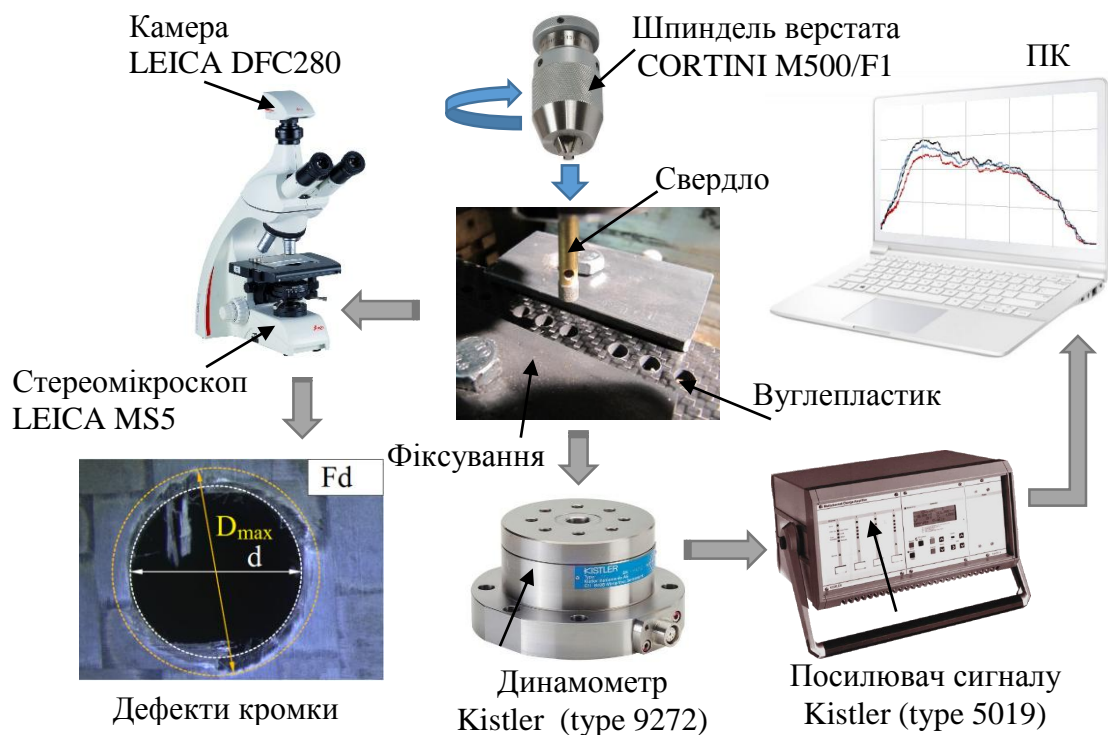 Камера
LEICA DFC280
Шпиндель верстата
CORTINI M500/F1
ПК
Свердло
Стереомікроскоп
LEICA MS5
Вуглепластик
Фіксування
Fd
Dmax
d
KISTLER
Дефекти кромки
Динамометр
Kistler (type 9272)
Посилювач сигналу
Kistler (type 5019)